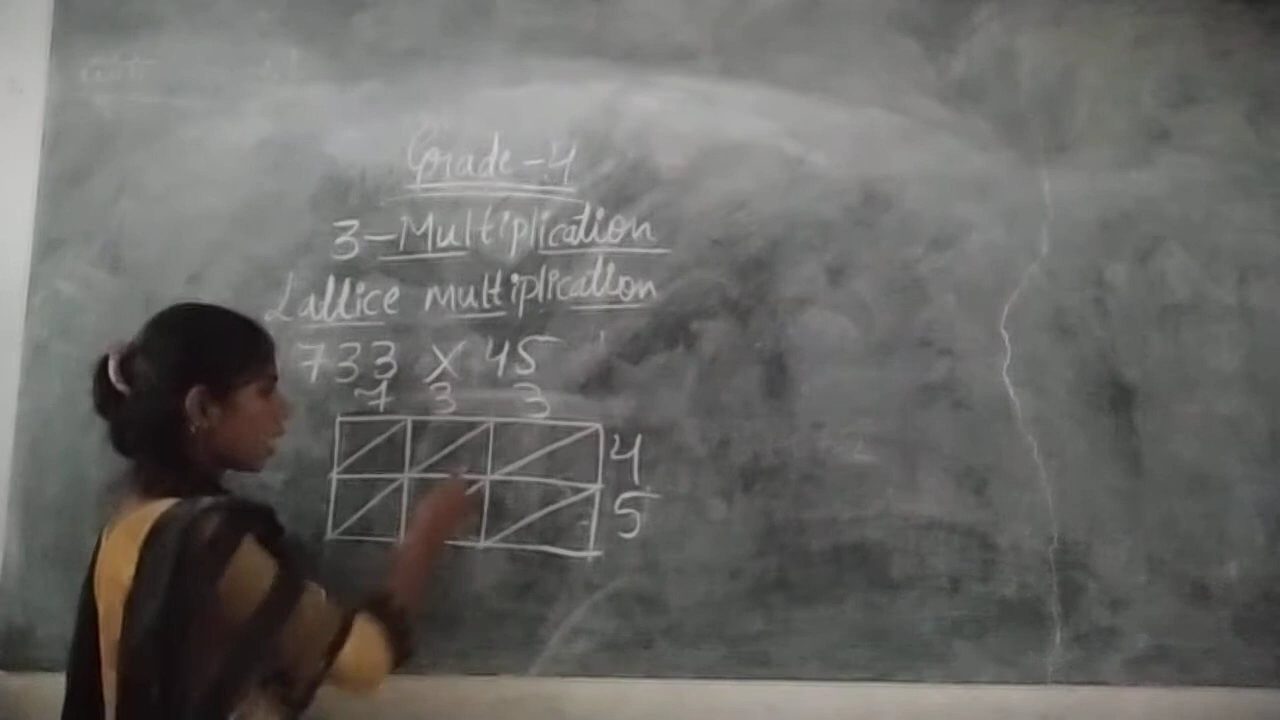 Grade-4
3-Multiplication
Lattice multiplication
733 X 45
7 3 3
4
5